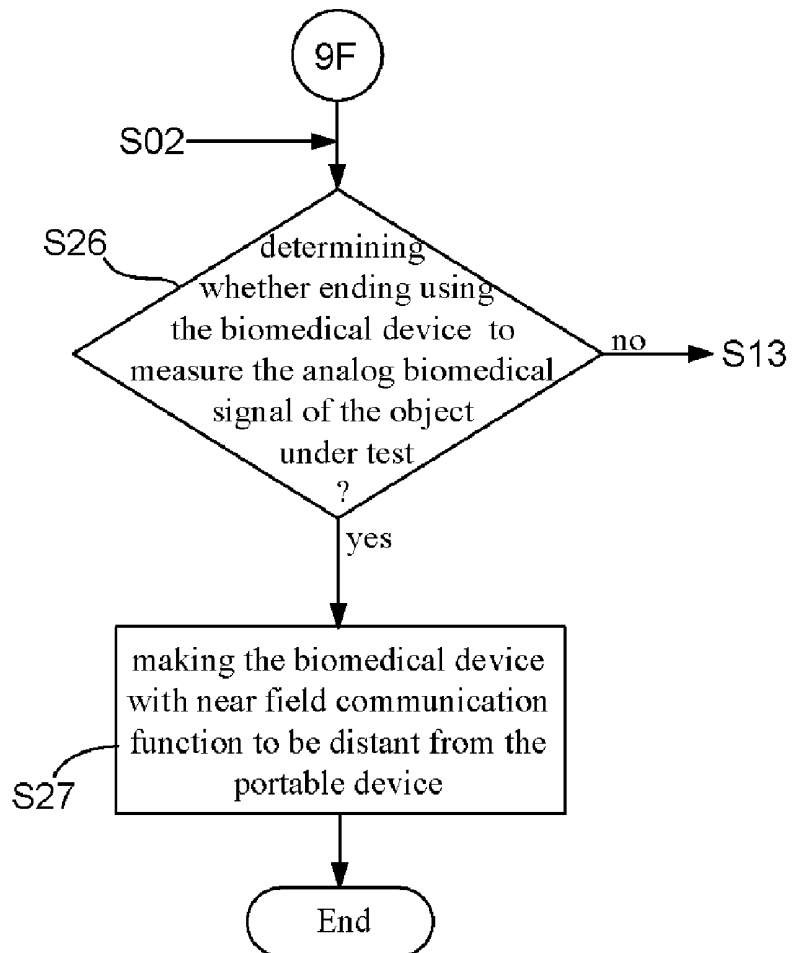 9F
S02
S26
determining
whether ending using
the biomedical device to
measure the analog biomedical
signal of the object
under test
?
no
S13
yes
making the biomedical device
with near field communication
function to be distant from the
portable device
S27
End